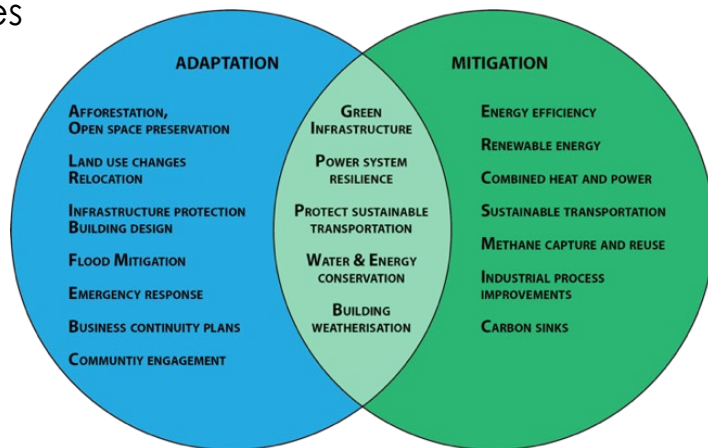 es
ADAPTATION
AFFORESTATION,
OPEN SPACE PRESERVATION
LAND USE CHANGES
RELOCATION
INFRASTRUCTURE PROTECTION
BUILDING DESIGN
FLOOD MITIGATION
EMERGENCY RESPONSE
BUSINESS CONTINUITY PLANS
COMMUNTIY ENGAGEMENT
GREEN
INFRASTRUCTURE
POWER SYSTEM
RESILIENCE
PROTECT SUSTAINABLE
TRANSPORTATION
WATER & ENERGY
CONSERVATION
BUILDING
WEATHERISATION
MITIGATION
ENERGY EFFICIENCY
RENEWABLE ENERGY
COMBINED HEAT AND POWER
SUSTAINABLE TRANSPORTATION
METHANE CAPTURE AND REUSE
INDUSTRIAL PROCESS
IMPROVEMENTS
CARBON SINKS